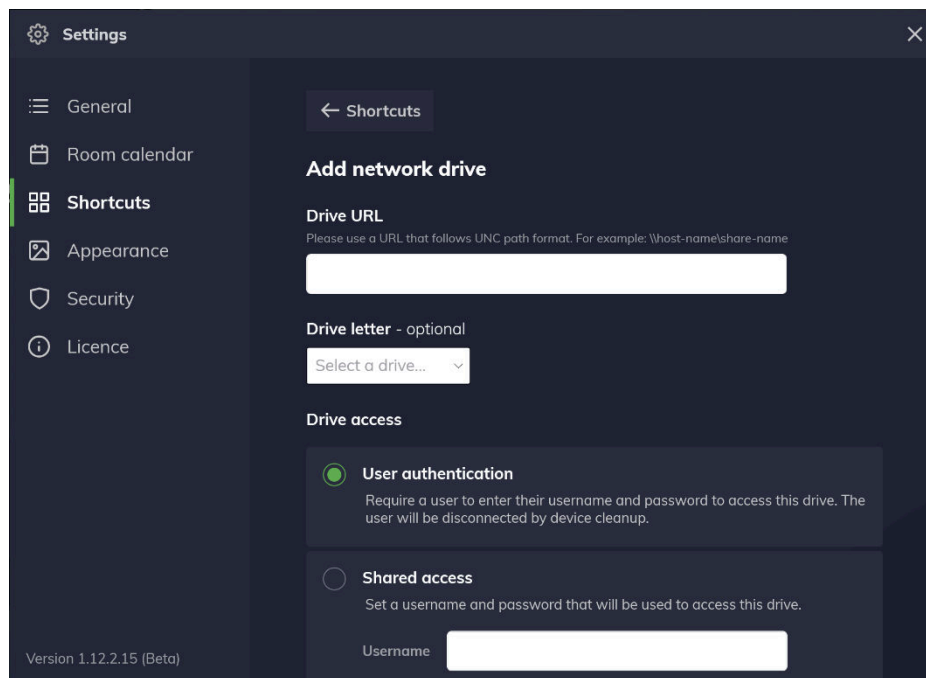 Settings
General
Room calendar
Shortcuts
Appearance
Security
Licence
Version 1.12.2.15 (Beta)
← Shortcuts
Add network drive
Drive URL
Please use a URL that follows UNC path format. For example: \\host-name\share-name
Drive letter - optional
Select a drive...
Drive access
User authentication
Require a user to enter their username and password to access this drive. The
user will be disconnected by device cleanup.
Shared access
Set a username and password that will be used to access this drive.
Username